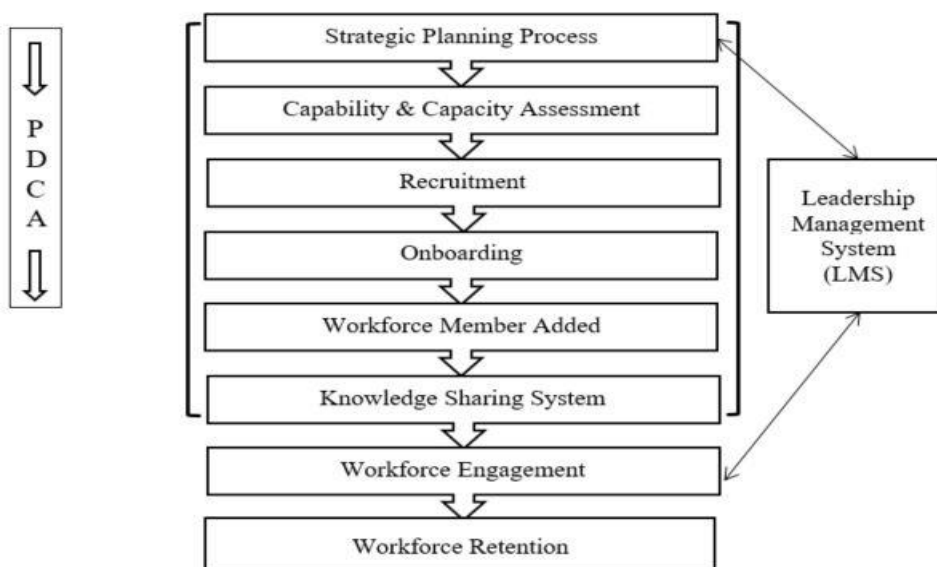 Strategic Planning Process
Capability & Capacity Assessment
Recruitment
Onboarding
Workforce Member Added
Knowledge Sharing System
Workforce Engagement
Workforce Retention
P
D
C
A
Leadership
Management
System
(LMS)